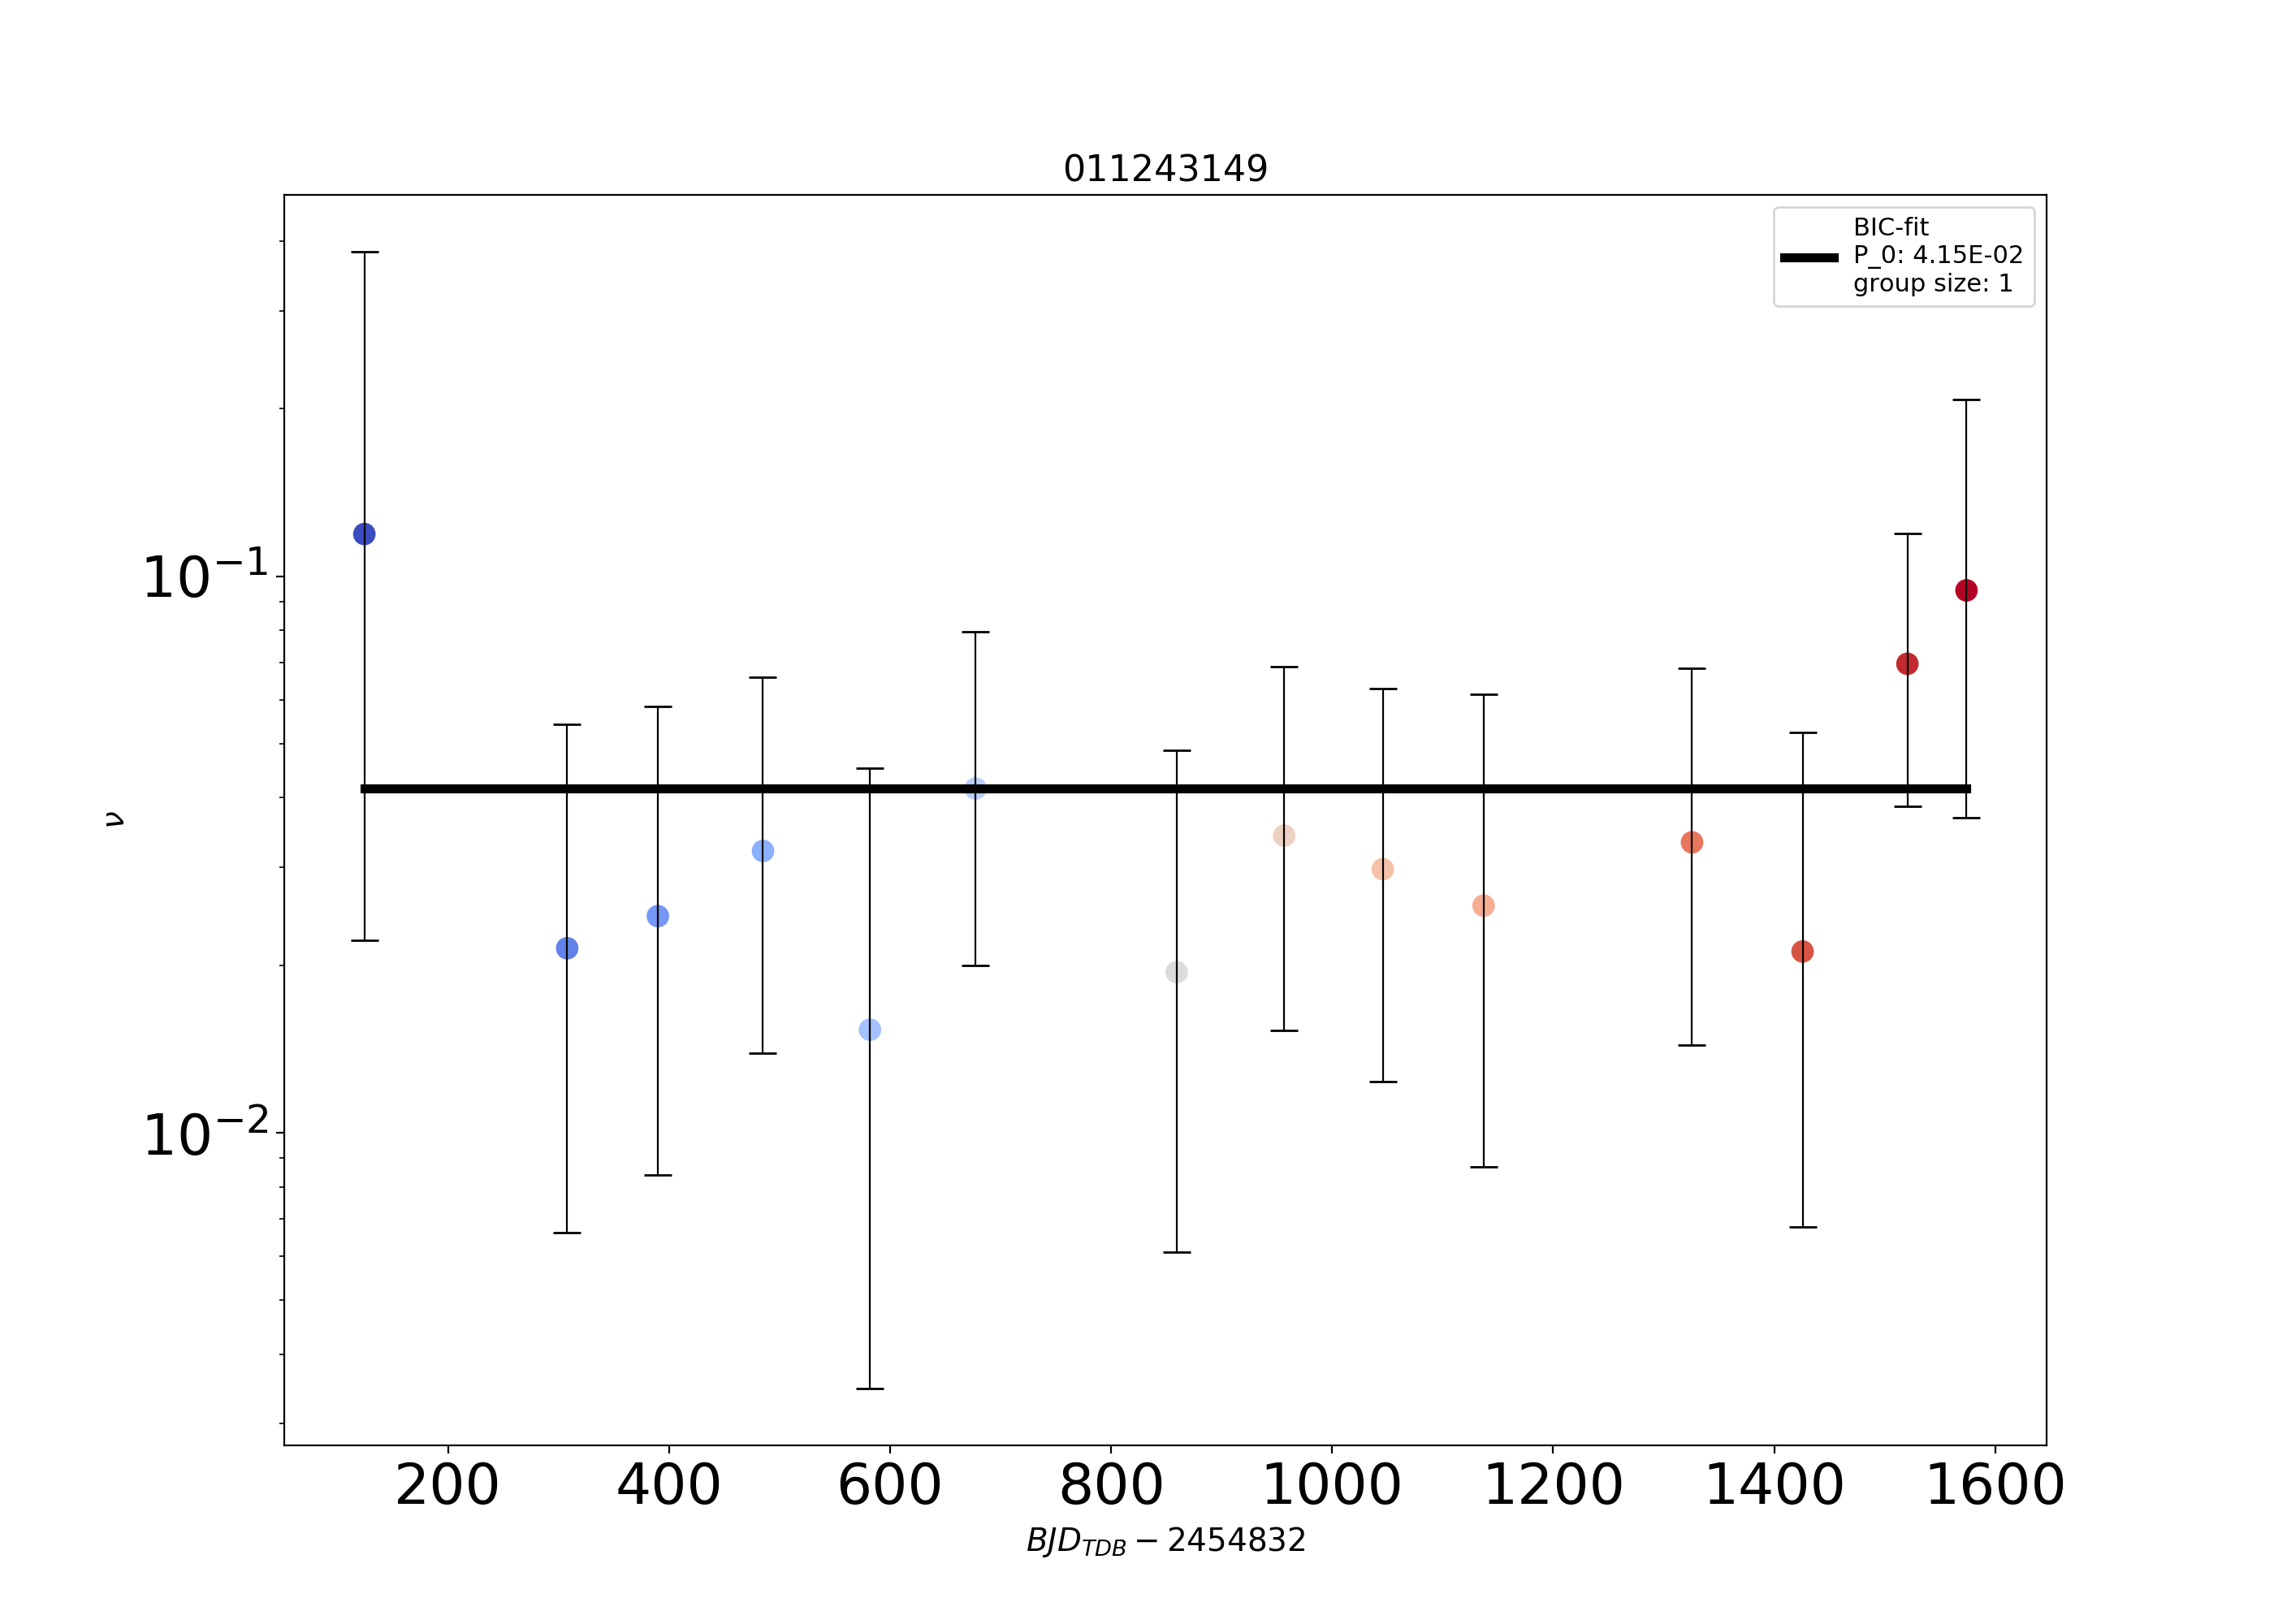 011243149
BIC-fit
P_0: 4.15E-02
group size: 1
10⁻¹
10⁻²
ν
200 400 600 800 1000 1200 1400 1600
BJD_TDB − 2454832